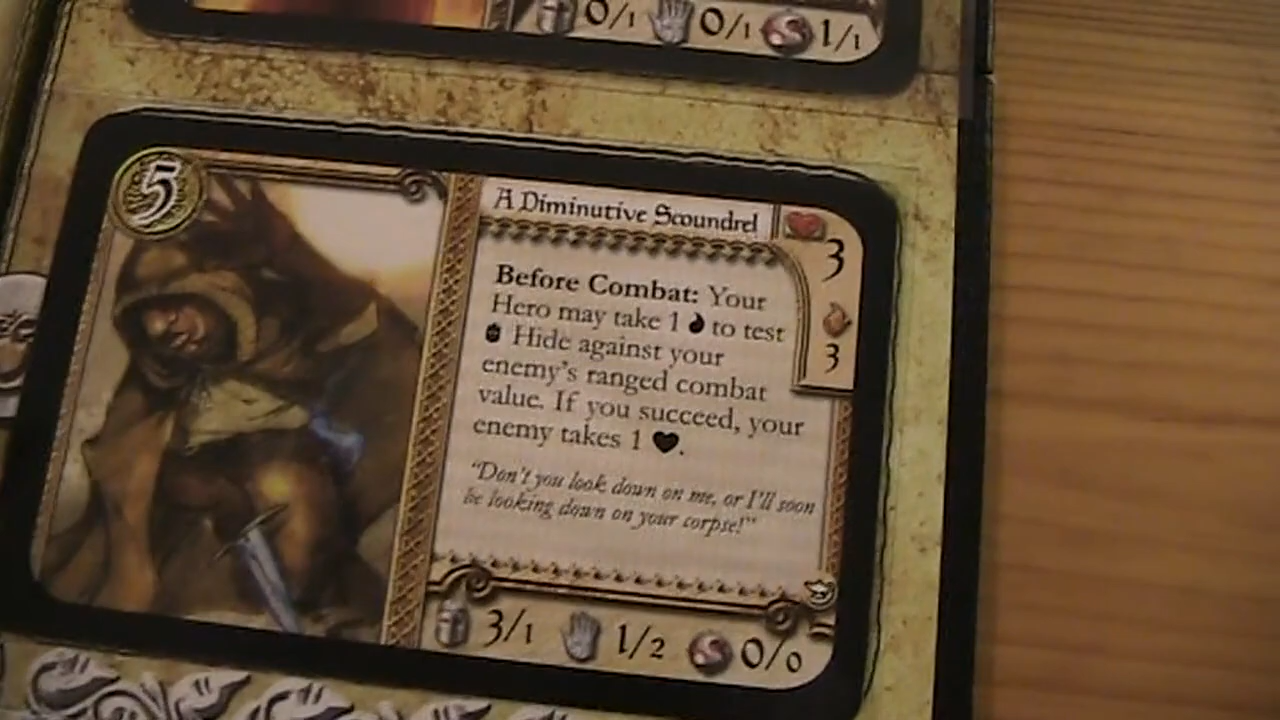 0/1 0/1 1/1
5
A Diminutive Scoundrel
3
3
Before Combat: Your
Hero may take 1 to test
Hide against your
enemy's ranged combat
value. If you succeed, your
enemy takes 1 .
"Don't you look down on me, or I'll soon
be looking down on your corpse!"
3/1 1/2 0/0